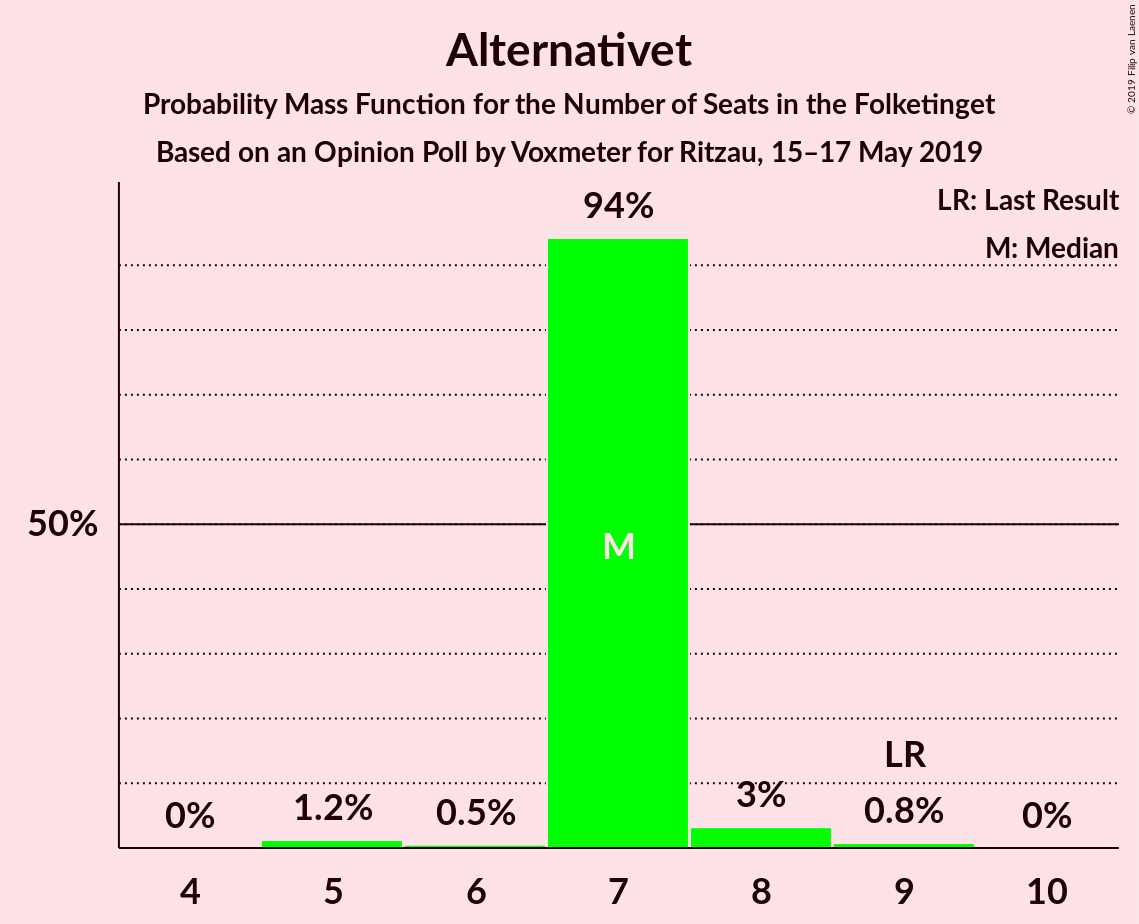 Alternativet
Probability Mass Function for the Number of Seats in the Folketinget
Based on an Opinion Poll by Voxmeter for Ritzau, 15–17 May 2019
© 2019 Filip van Laenen
LR: Last Result
M: Median
94%
50%
M
LR
0%
1.2%
0.5%
3%
0.8%
0%
4 5 6 7 8 9 10